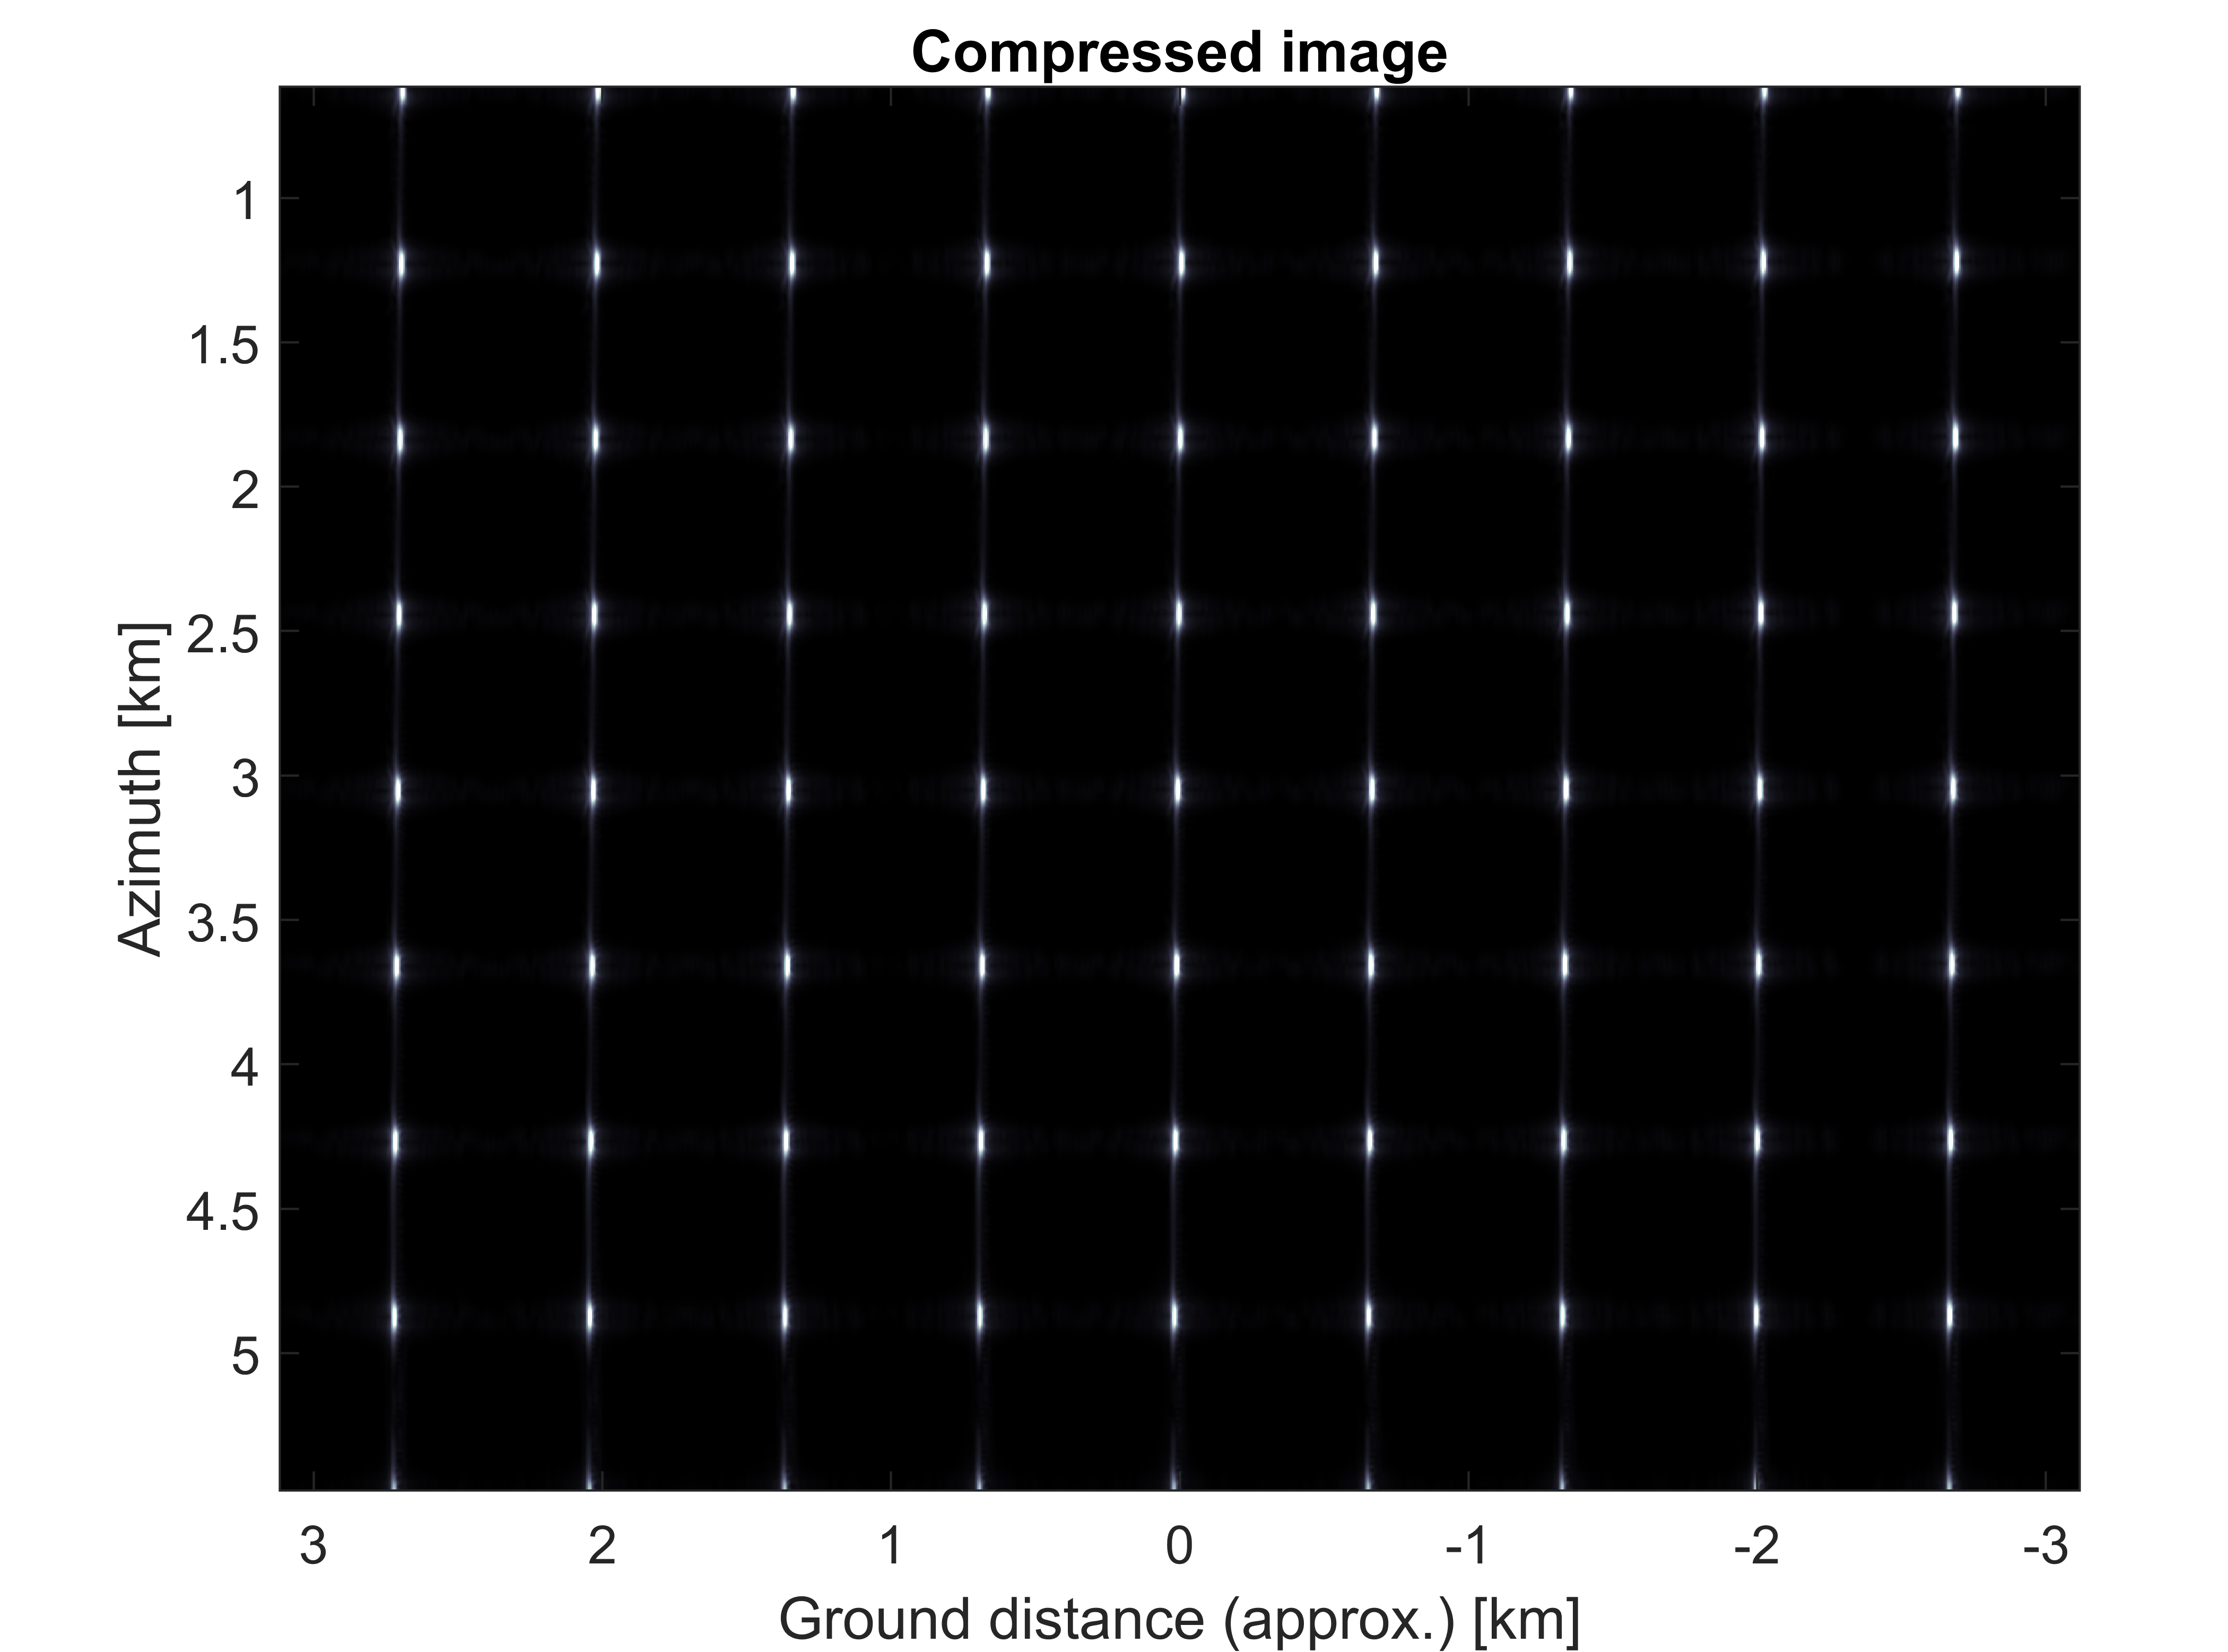 Compressed image
Azimuth [km]
1
1.5
2
2.5
3
3.5
4
4.5
5
3 2 1 0 -1 -2 -3
Ground distance (approx.) [km]